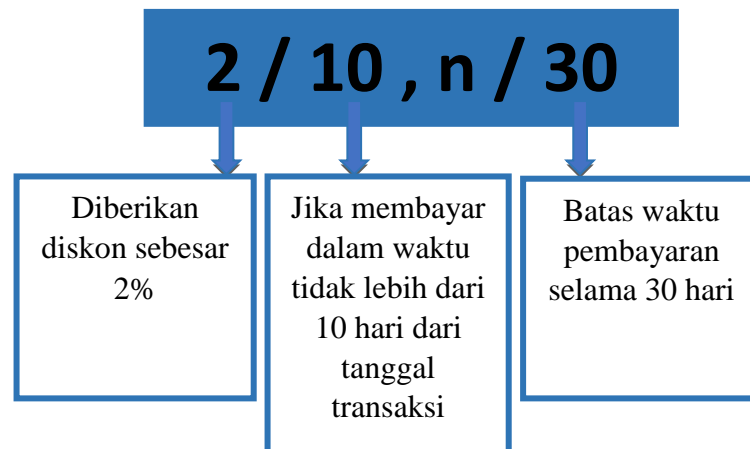 2 / 10 , n / 30
Diberikan
diskon sebesar
2%
Jika membayar
dalam waktu
tidak lebih dari
10 hari dari
tanggal
transaksi
Batas waktu
pembayaran
selama 30 hari